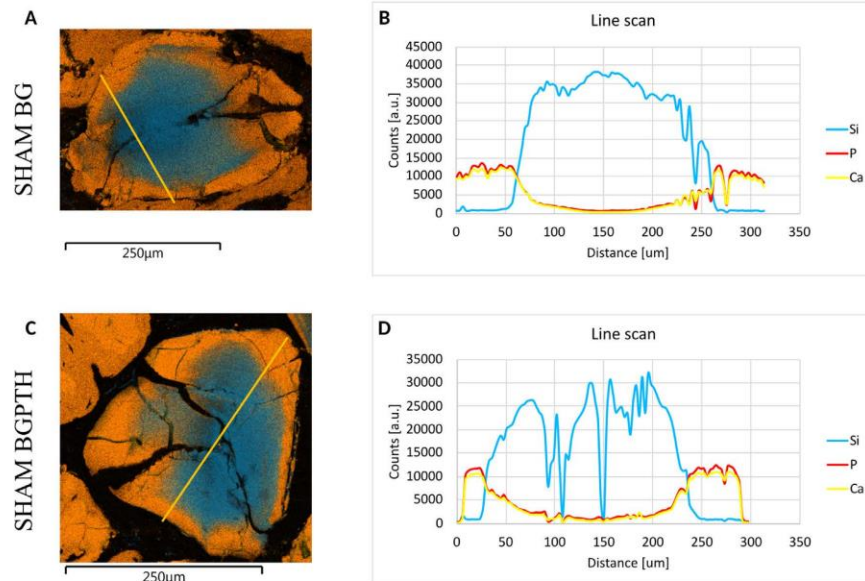 A
SHAM BG
250µm
B
Line scan
Counts [a.u.]
45000
40000
35000
30000
25000
20000
15000
10000
5000
0
0 50 100 150 200 250 300 350
Distance [um]
Si
P
Ca
C
SHAM BGPTH
250µm
D
Line scan
Counts [a.u.]
35000
30000
25000
20000
15000
10000
5000
0
0 50 100 150 200 250 300 350
Distance [um]
Si
P
Ca